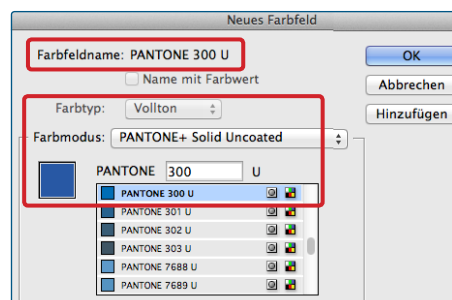 Neues Farbfeld
Farbfeldname: PANTONE 300 U
OK
Name mit Farbwert
Abbrechen
Farbtyp: Vollton
Hinzufügen
Farbmodus: PANTONE+ Solid Uncoated
PANTONE 300 U
PANTONE 300 U
PANTONE 301 U
PANTONE 302 U
PANTONE 303 U
PANTONE 7688 U
PANTONE 7689 U